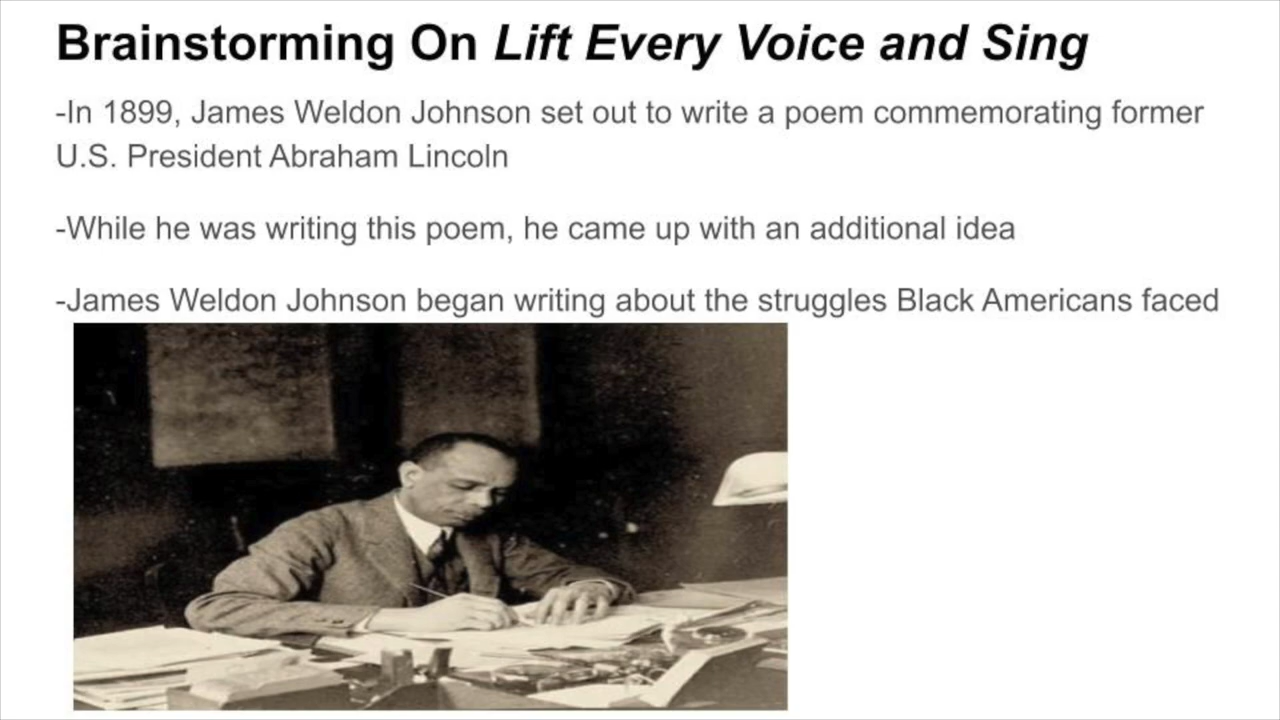 Brainstorming On Lift Every Voice and Sing
-In 1899, James Weldon Johnson set out to write a poem commemorating former
U.S. President Abraham Lincoln
-While he was writing this poem, he came up with an additional idea
-James Weldon Johnson began writing about the struggles Black Americans faced